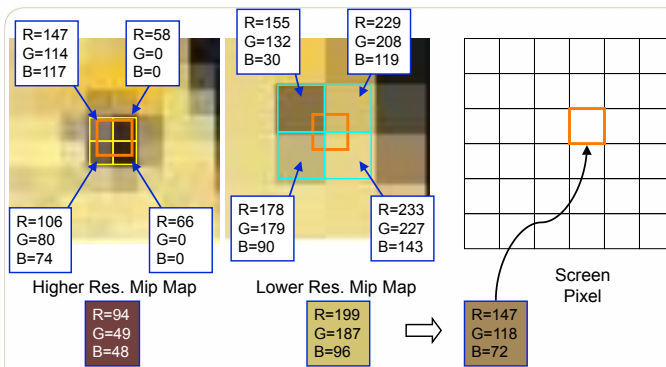 R=147
G=114
B=117
R=58
G=0
B=0
R=155
G=132
B=30
R=229
G=208
B=119
R=106
G=80
B=74
R=66
G=0
B=0
R=178
G=179
B=90
R=233
G=227
B=143
Higher Res. Mip Map
Lower Res. Mip Map
Screen
Pixel
R=94
G=49
B=48
R=199
G=187
B=96
R=147
G=118
B=72